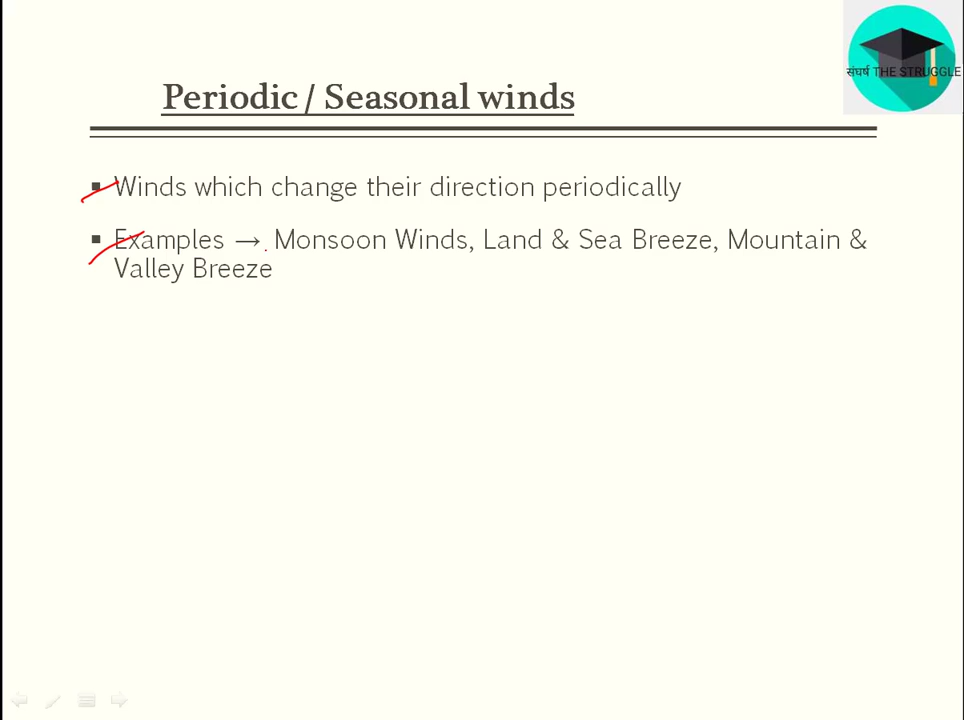 संघर्ष THE STRUGGLE
Periodic / Seasonal winds
▪ Winds which change their direction periodically
▪ Examples → Monsoon Winds, Land & Sea Breeze, Mountain &
Valley Breeze